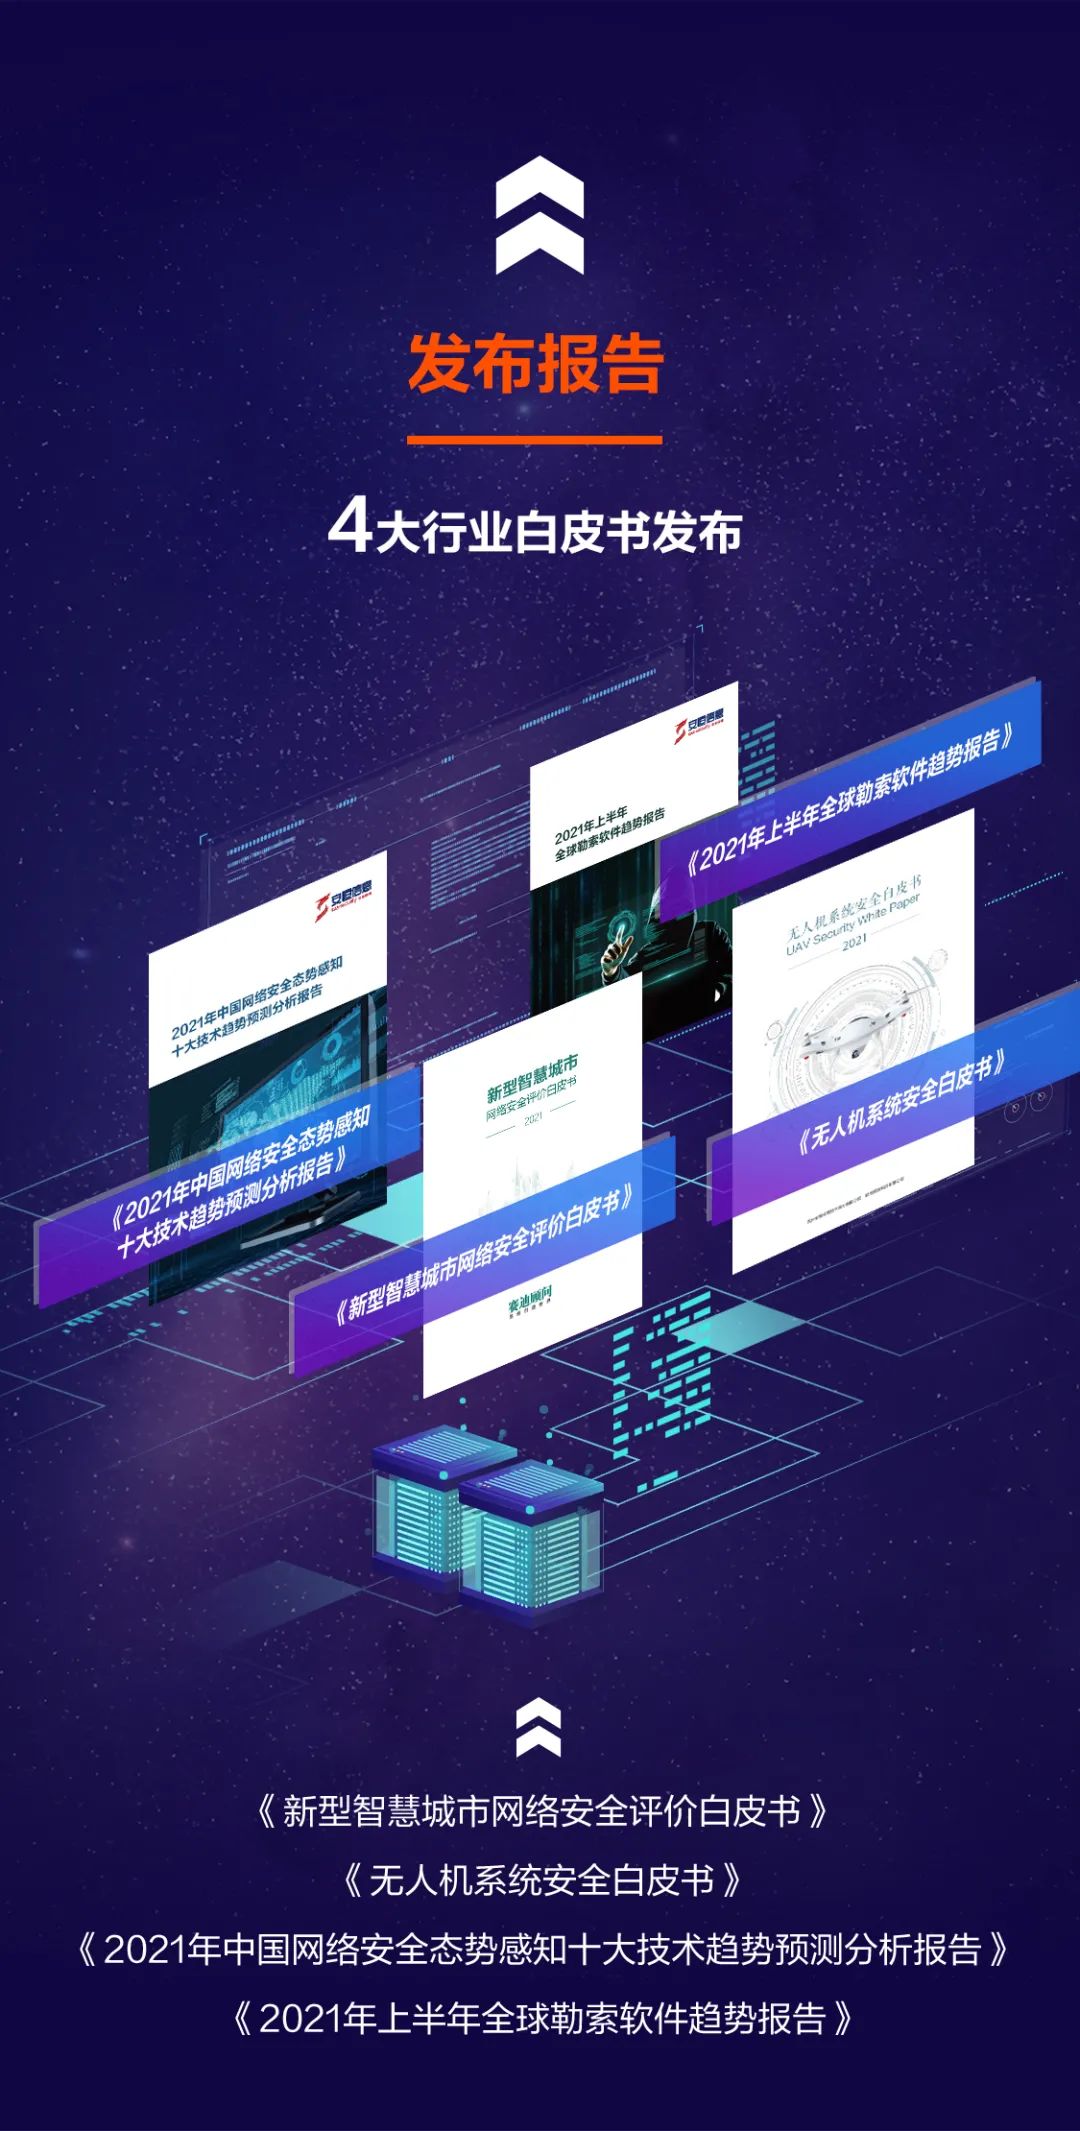 发布报告
4大行业白皮书发布
安恒信息
2021年上半年
全球勒索软件趋势报告
《2021年上半年全球勒索软件趋势报告》
安恒信息
2021年中国网络安全态势感知
十大技术趋势预测分析报告
《2021年中国网络安全态势感知
十大技术趋势预测分析报告》
无人机系统安全白皮书
UAV Security White Paper
2021
《无人机系统安全白皮书》
新型智慧城市
网络安全评价白皮书
2021
《新型智慧城市网络安全评价白皮书》
赛迪顾问
《 新型智慧城市网络安全评价白皮书 》
《 无人机系统安全白皮书 》
《 2021年中国网络安全态势感知十大技术趋势预测分析报告 》
《 2021年上半年全球勒索软件趋势报告 》